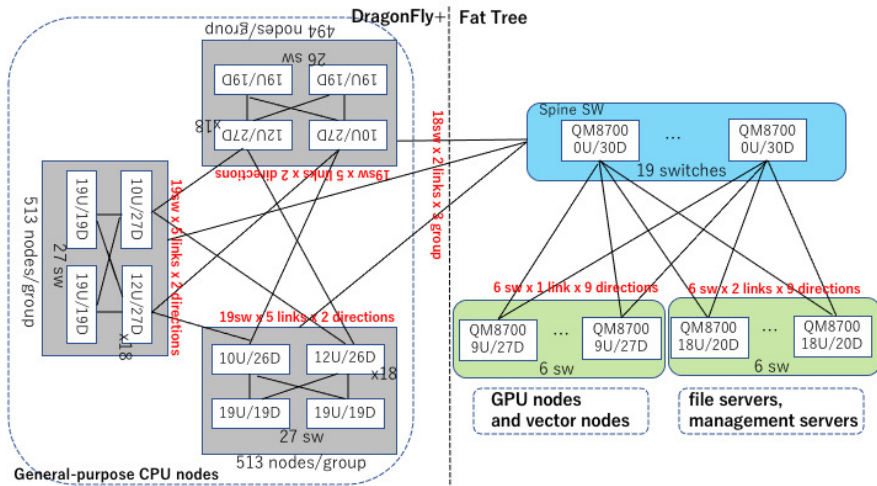 DragonFly+
Fat Tree
494 nodes/group
26 sw
19U/19D
19U/19D
x18
12U/27D
10U/27D
19sw x 5 links x 2 directions
18sw x 2 links x 3 group
Spine SW
QM8700
0U/30D
...
QM8700
0U/30D
19 switches
513 nodes/group
27 sw
19U/19D
10U/27D
19U/19D
12U/27D
x18
19sw x 5 links x 2 directions
19sw x 5 links x 2 directions
10U/26D
12U/26D
x18
19U/19D
19U/19D
27 sw
513 nodes/group
General-purpose CPU nodes
6 sw x 1 link x 9 directions
QM8700
9U/27D
...
QM8700
9U/27D
6 sw
6 sw x 2 links x 9 directions
QM8700
18U/20D
...
QM8700
18U/20D
6 sw
GPU nodes
and vector nodes
file servers,
management servers